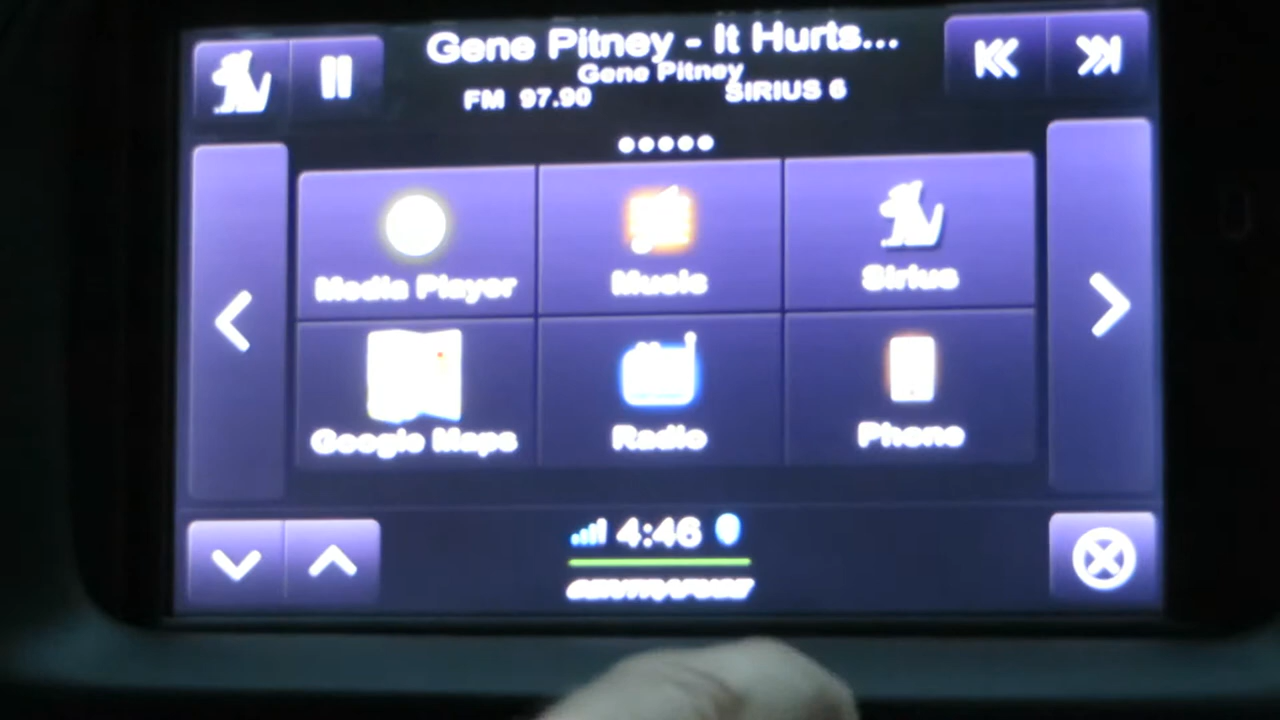 Gene Pitney - It Hurts...
Gene Pitney
FM 97.90 SIRIUS 6
Media Player Music Sirius
Google Maps Radio Phone
4:46
CENTRAFUSE